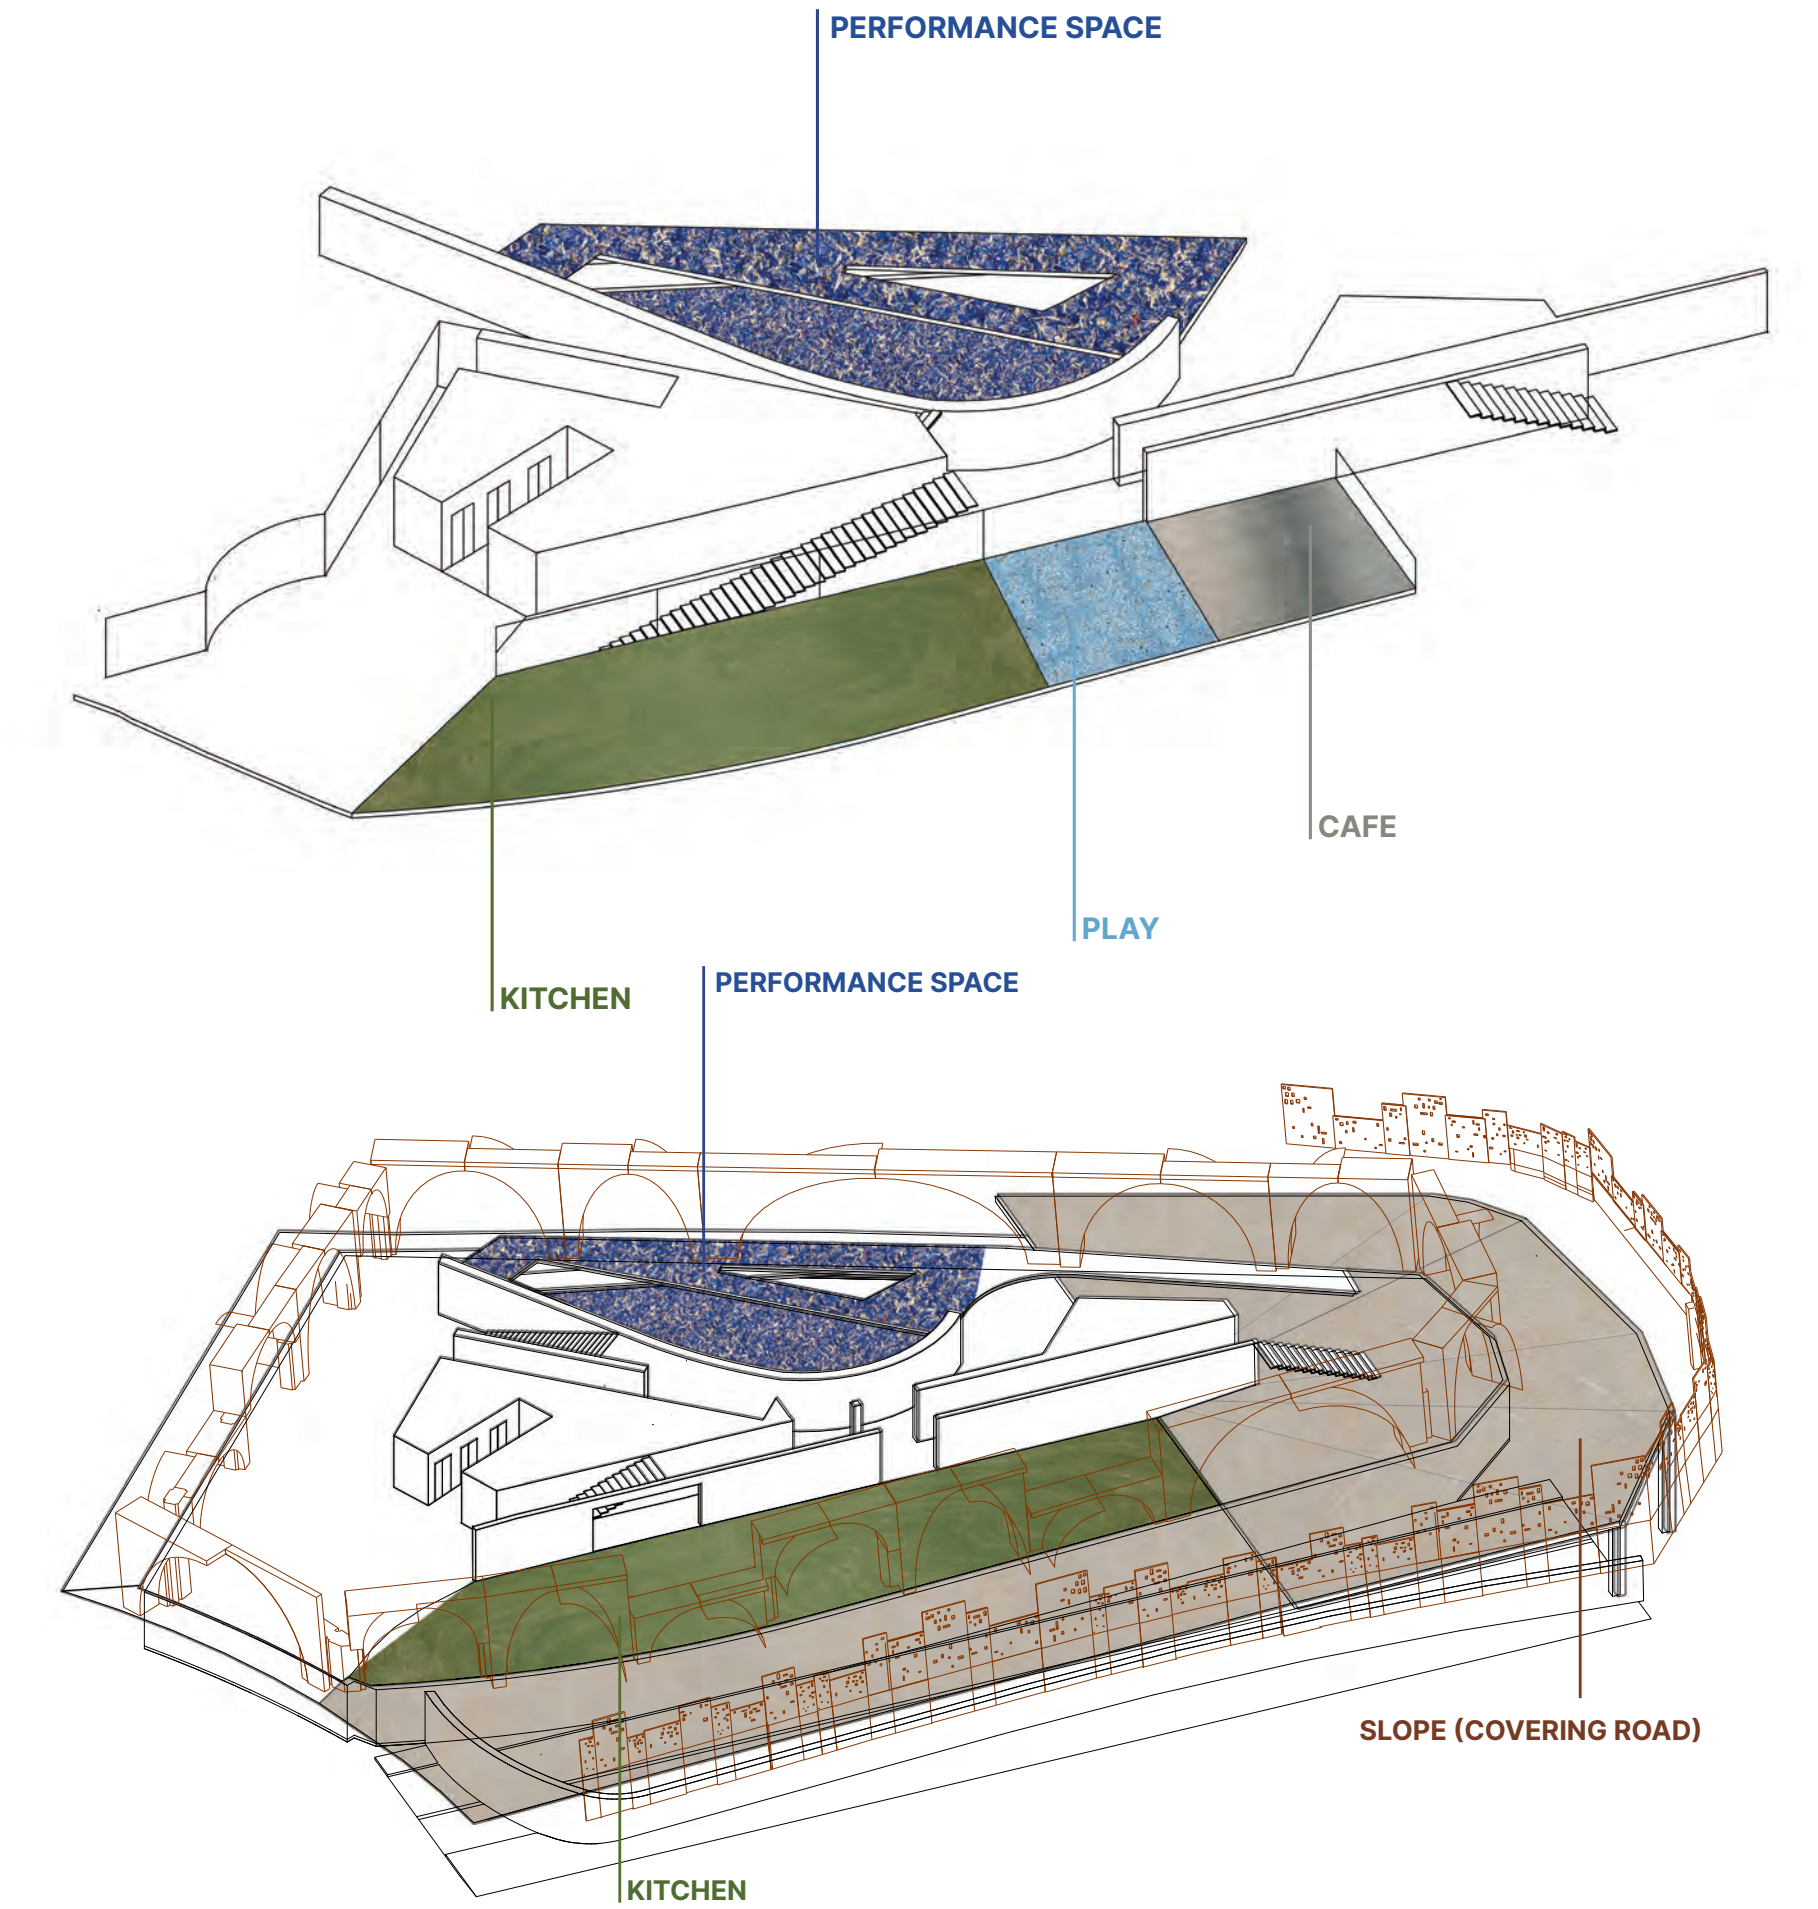 PERFORMANCE SPACE
CAFE
PLAY
KITCHEN
PERFORMANCE SPACE
SLOPE (COVERING ROAD)
KITCHEN